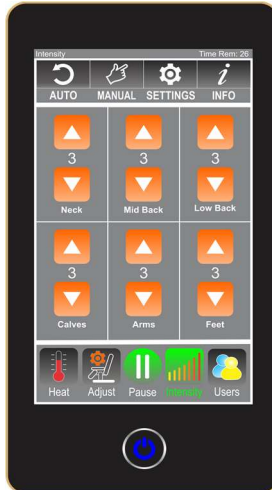 Intensity Time Rem: 26
AUTO MANUAL SETTINGS INFO
3 3 3
Neck Mid Back Low Back
3 3 3
Calves Arms Feet
Heat Adjust Pause Intensity Users